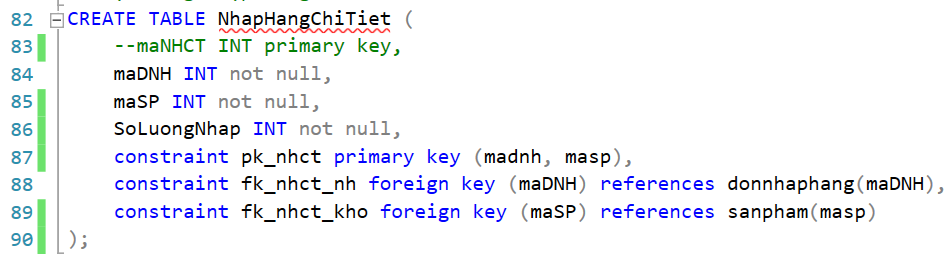 82 CREATE TABLE NhapHangChiTiet (
83 --maNHCT INT primary key,
84 maDNH INT not null,
85 maSP INT not null,
86 SoLuongNhap INT not null,
87 constraint pk_nhct primary key (madnh, masp),
88 constraint fk_nhct_nh foreign key (maDNH) references donnhaphang(maDNH),
89 constraint fk_nhct_kho foreign key (maSP) references sanpham(masp)
90 );